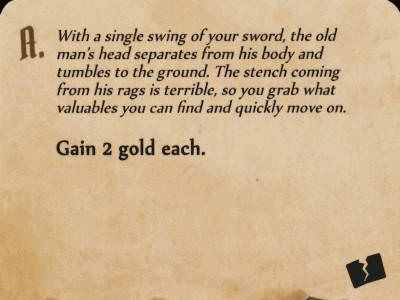 A. With a single swing of your sword, the old
man's head separates from his body and
tumbles to the ground. The stench coming
from his rags is terrible, so you grab what
valuables you can find and quickly move on.
Gain 2 gold each.